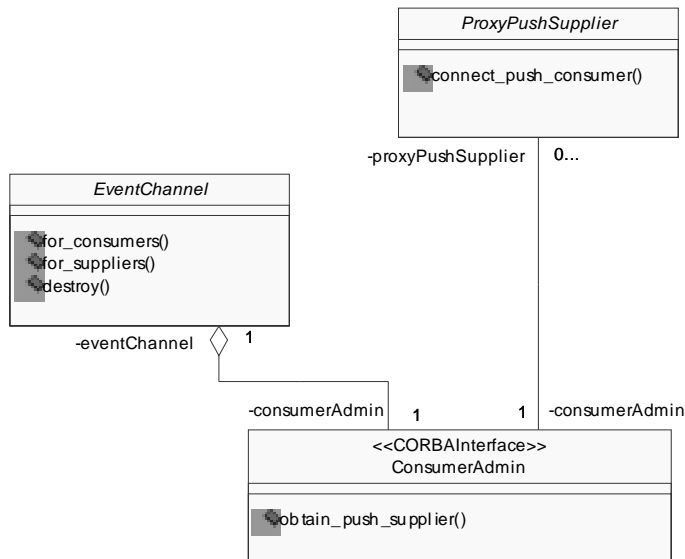 ProxyPushSupplier
connect_push_consumer()
-proxyPushSupplier 0...
EventChannel
for_consumers()
for_suppliers()
destroy()
-eventChannel 1
-consumerAdmin 1 1 -consumerAdmin
<<CORBAInterface>>
ConsumerAdmin
obtain_push_supplier()